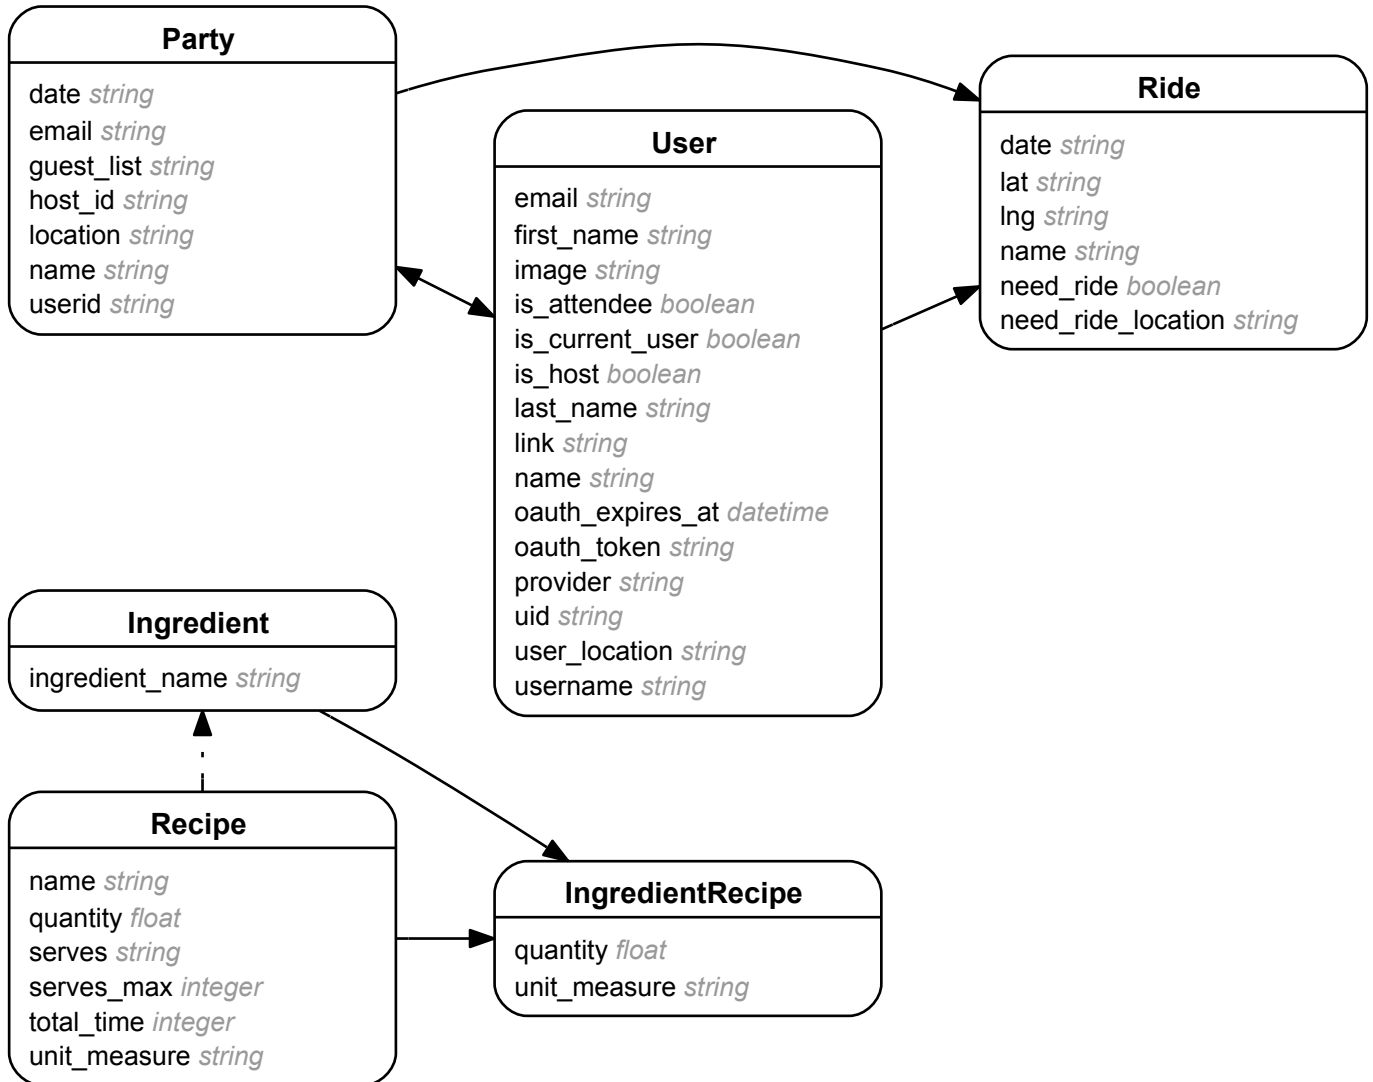 Party
date string
email string
guest_list string
host_id string
location string
name string
userid string
User
email string
first_name string
image string
is_attendee boolean
is_current_user boolean
is_host boolean
last_name string
link string
name string
oauth_expires_at datetime
oauth_token string
provider string
uid string
user_location string
username string
Ride
date string
lat string
lng string
name string
need_ride boolean
need_ride_location string
Ingredient
ingredient_name string
Recipe
name string
quantity float
serves string
serves_max integer
total_time integer
unit_measure string
IngredientRecipe
quantity float
unit_measure string